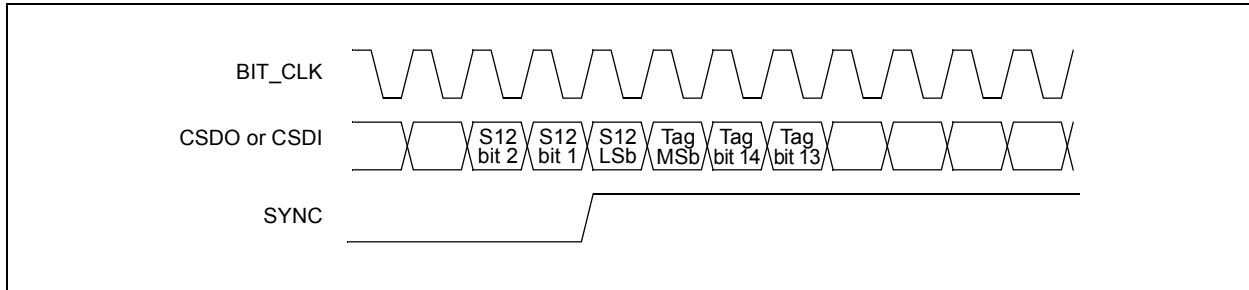 BIT_CLK
CSDO or CSDI
S12 bit 2
S12 bit 1
S12 LSb
Tag MSb
Tag bit 14
Tag bit 13
SYNC